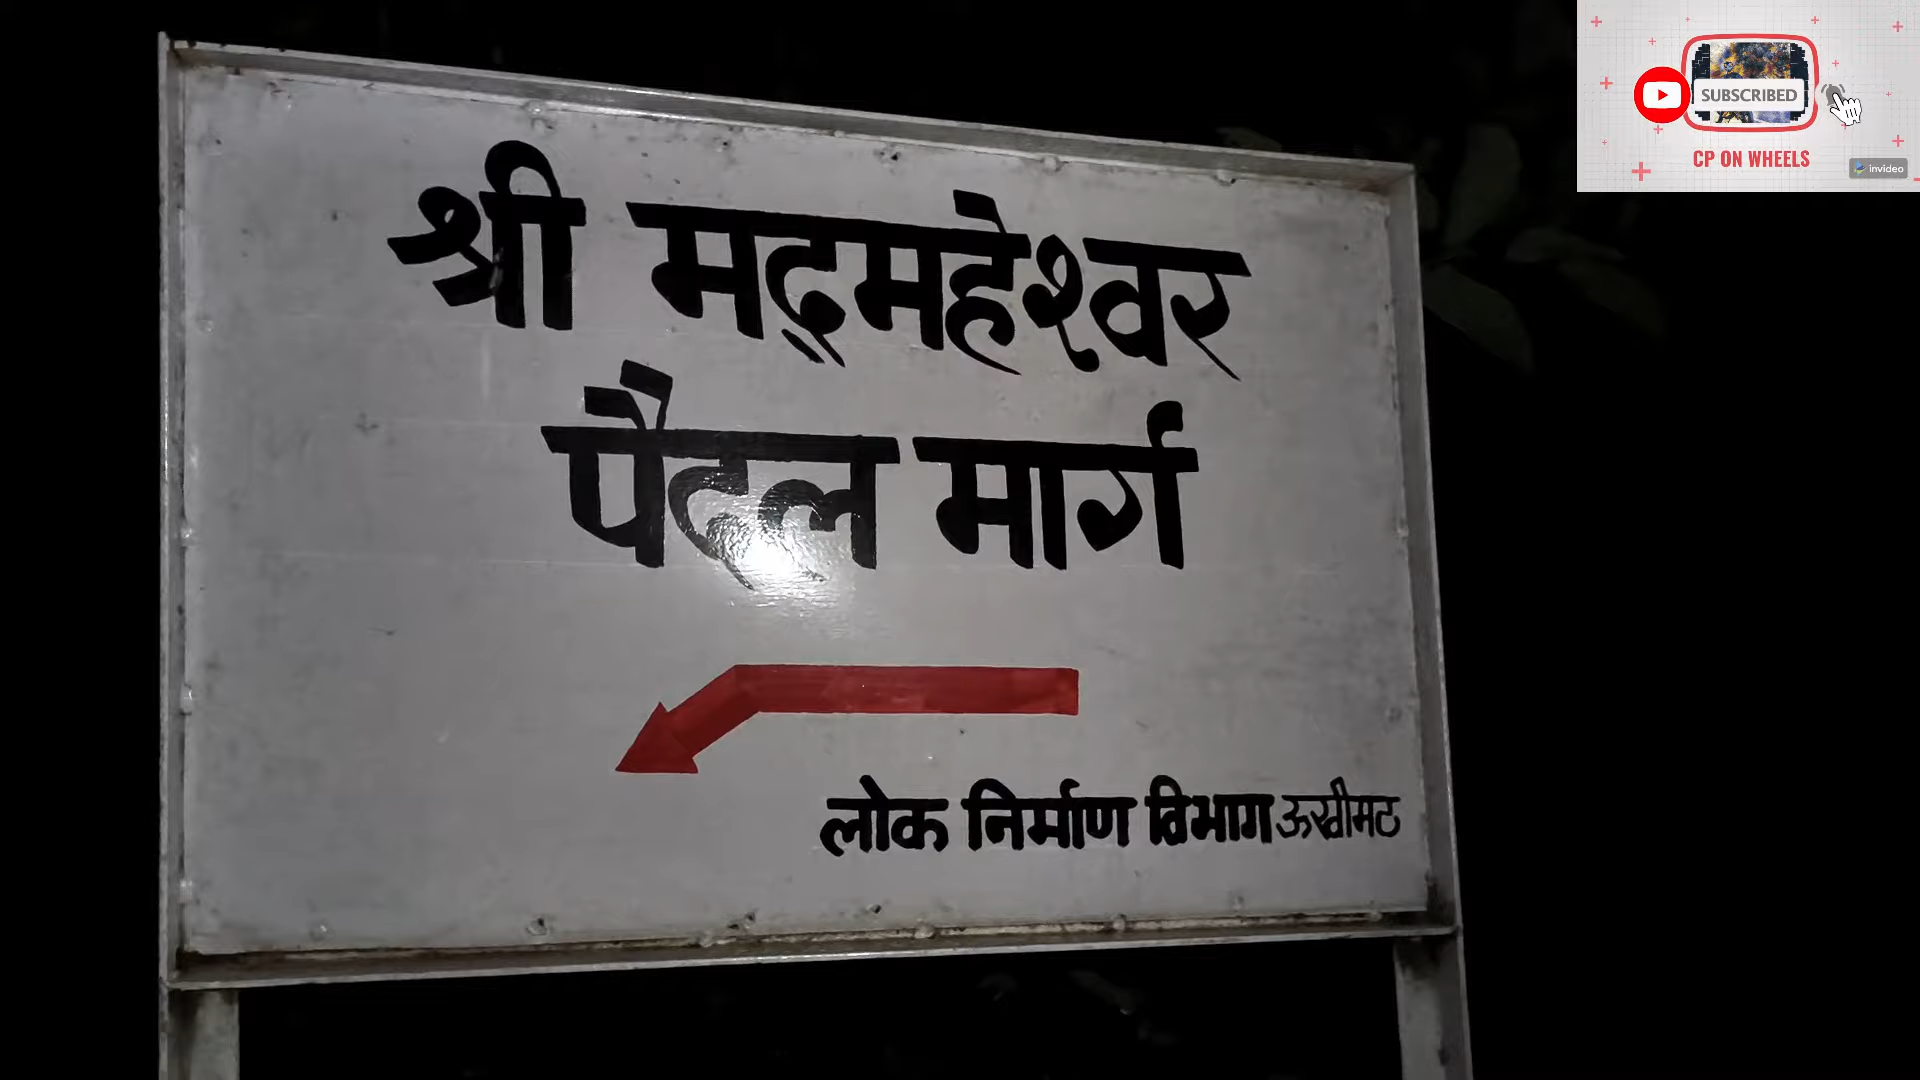 श्री मद्महेश्वर
पैदल मार्ग
लोक निर्माण विभाग ऊखीमठ
SUBSCRIBED
CP ON WHEELS
invideo